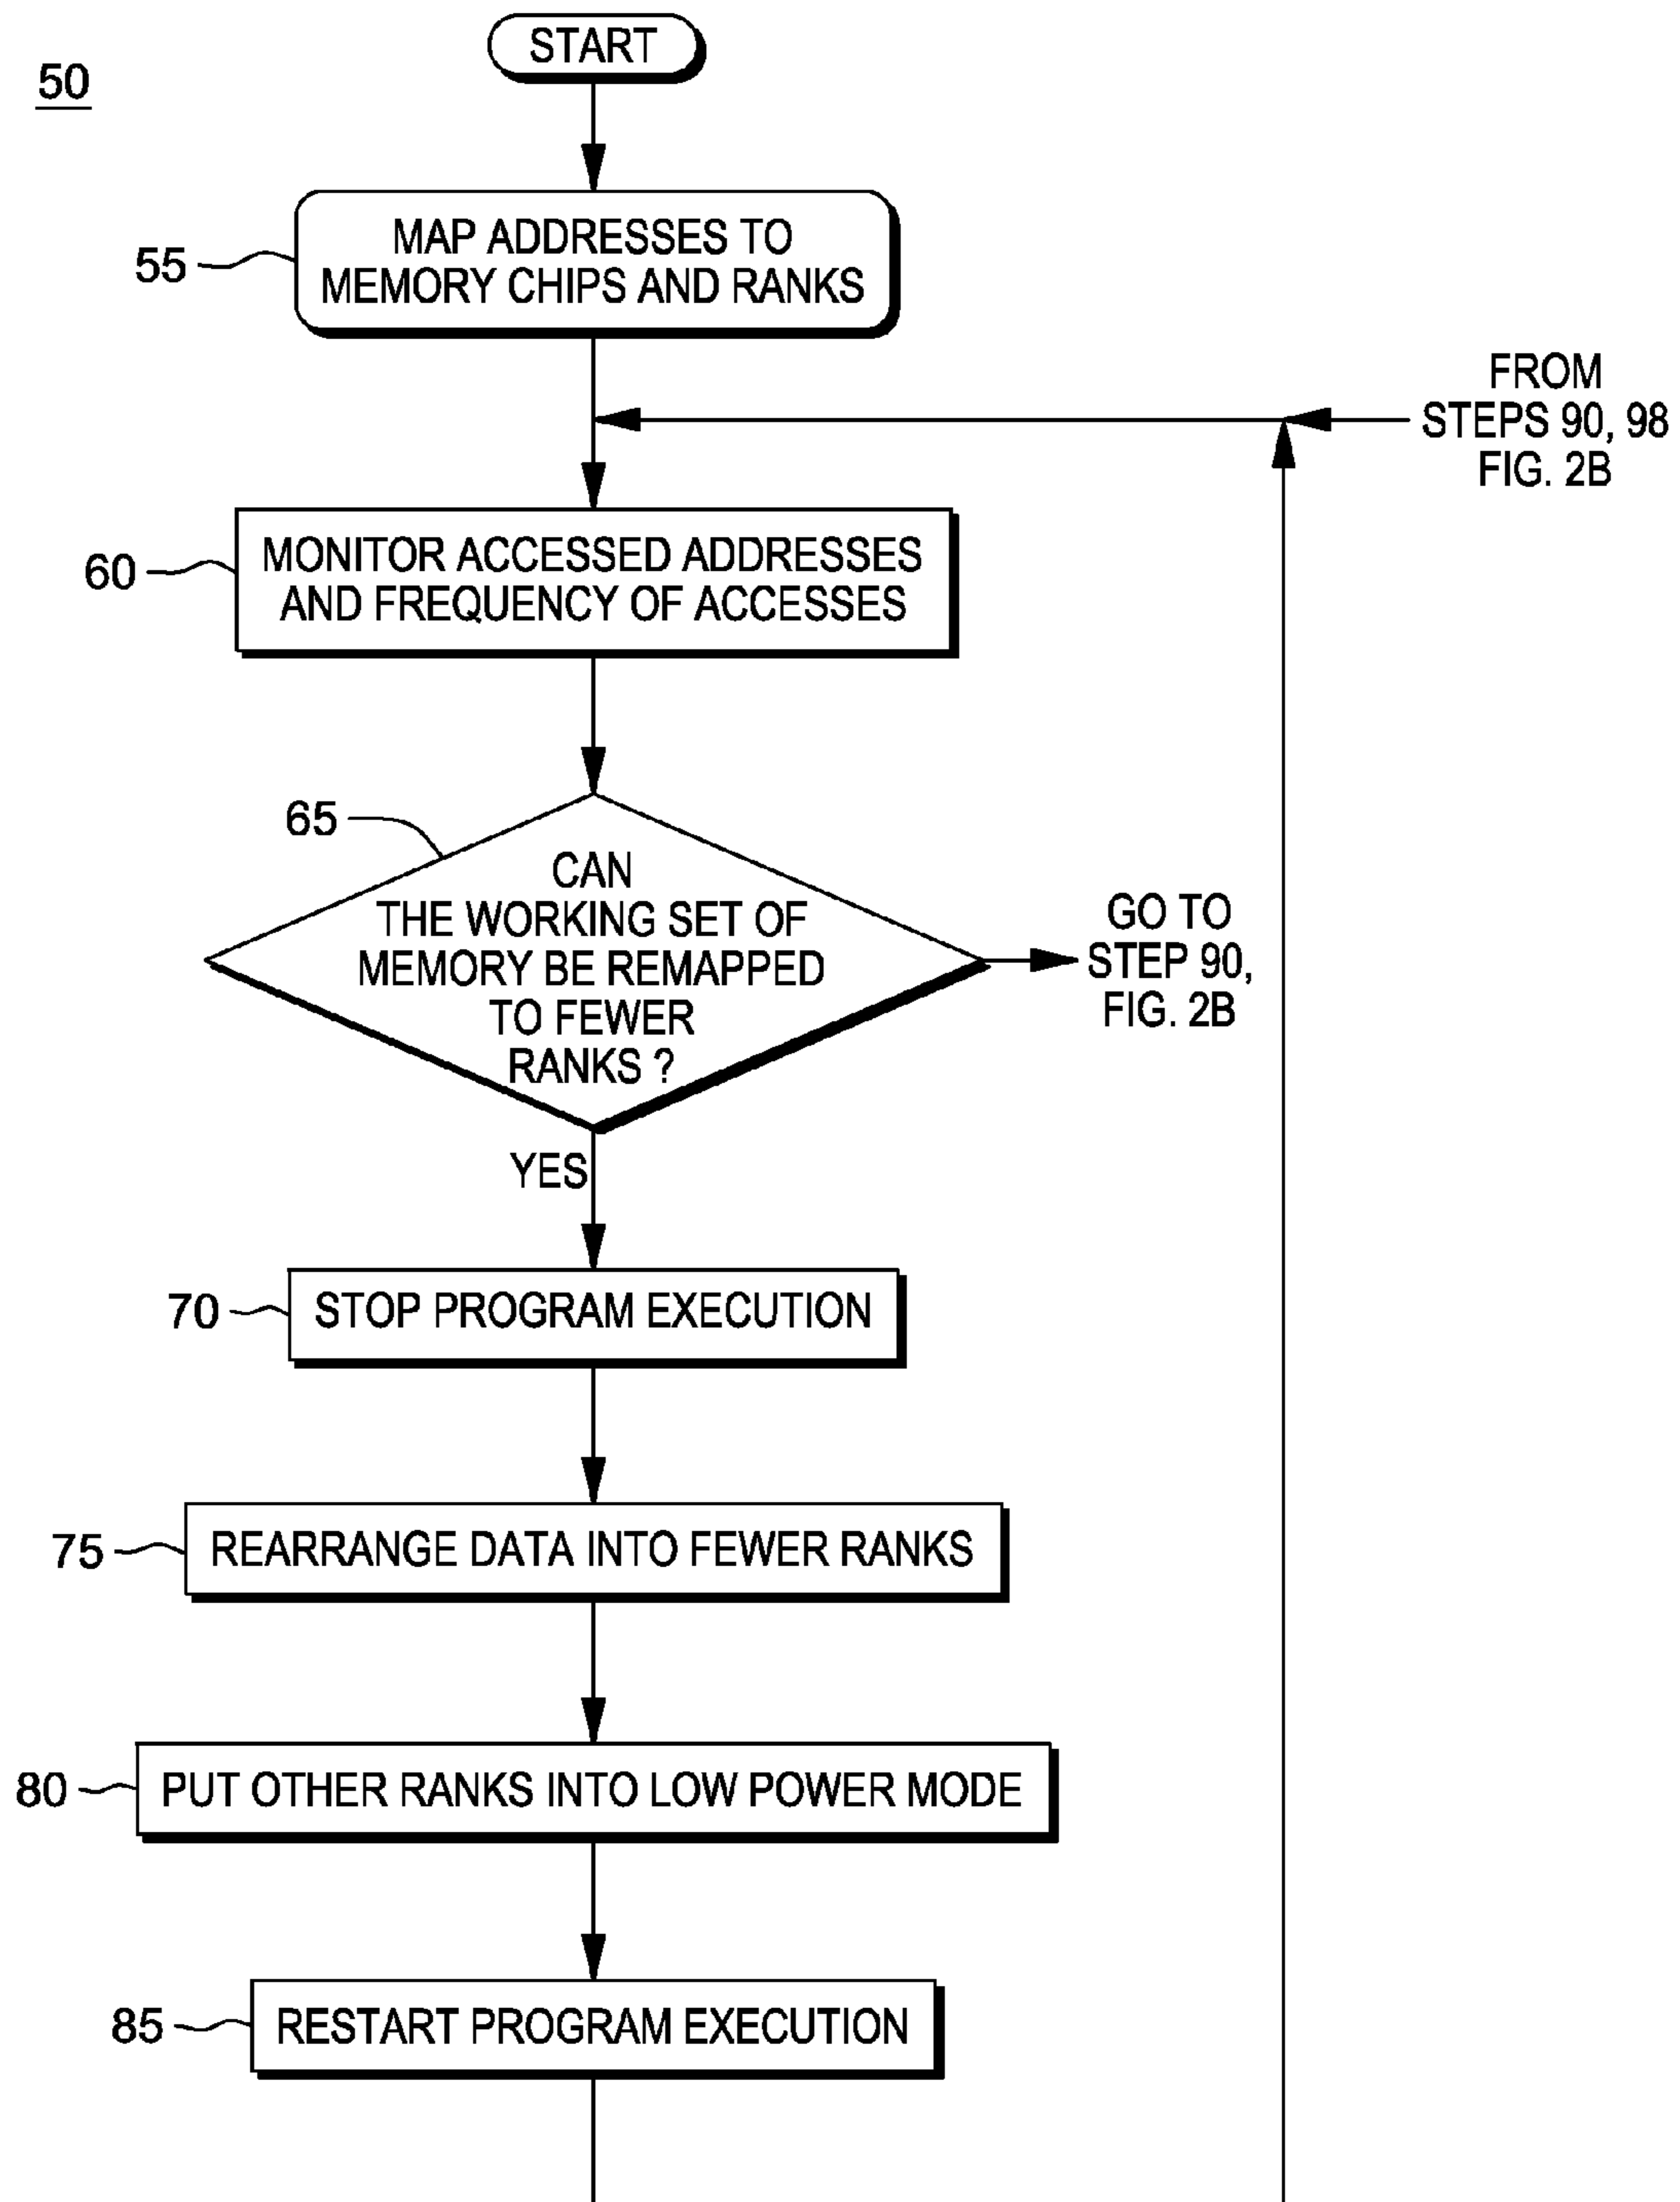 50
START
55
MAP ADDRESSES TO
MEMORY CHIPS AND RANKS
FROM
STEPS 90, 98
FIG. 2B
60
MONITOR ACCESSED ADDRESSES
AND FREQUENCY OF ACCESSES
65
CAN
THE WORKING SET OF
MEMORY BE REMAPPED
TO FEWER
RANKS ?
GO TO
STEP 90,
FIG. 2B
YES
70
STOP PROGRAM EXECUTION
75
REARRANGE DATA INTO FEWER RANKS
80
PUT OTHER RANKS INTO LOW POWER MODE
85
RESTART PROGRAM EXECUTION